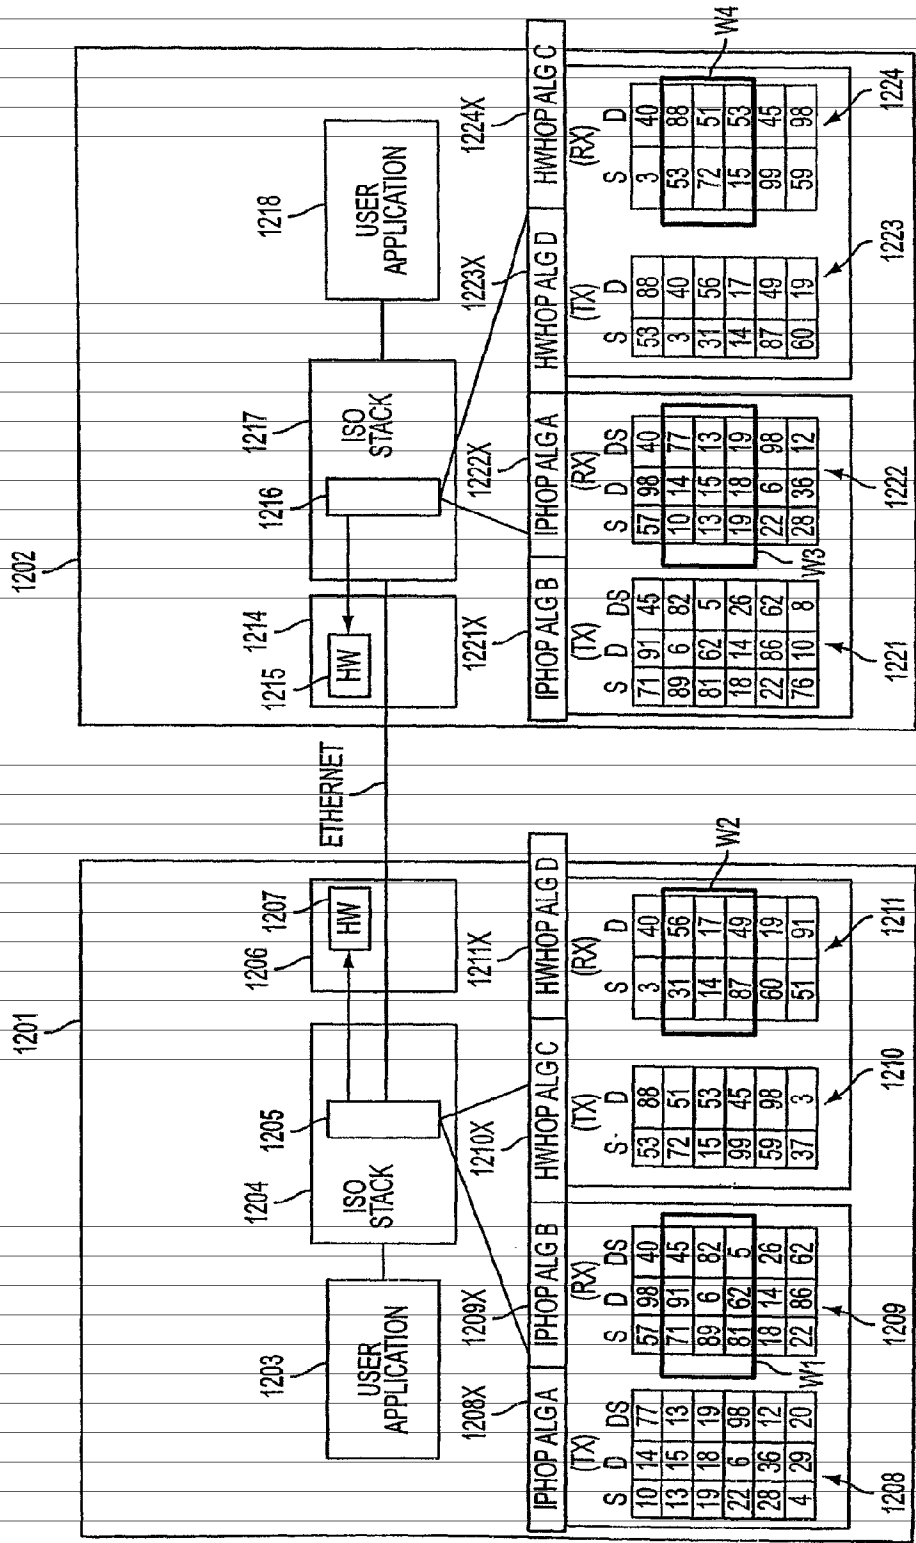 1201
1203
USER
APPLICATION
1204
ISO
STACK
1205
1206
1207
HW
ETHERNET
1208X
1209X
1210X
1211X
IPHOP ALG A
IPHOP ALG B
HWHOP ALG C
HWHOP ALG D
(TX)
(RX)
(TX)
(RX)
S D DS
10 14 77
13 15 13
19 18 19
22 6 98
28 36 12
4 29 20
1208
S D DS
57 98 40
71 91 45
89 6 82
81 62 5
18 14 26
22 86 62
W1
1209
S D
53 88
72 51
15 53
99 45
59 98
37 3
1210
S D
3 40
31 56
14 17
87 49
60 19
51 91
W2
1211
1202
1214
1215
HW
1216
1217
ISO
STACK
1218
USER
APPLICATION
1221X
1222X
1223X
1224X
IPHOP ALG B
IPHOP ALG A
HWHOP ALG D
HWHOP ALG C
(TX)
(RX)
(TX)
(RX)
S D DS
71 91 45
89 6 82
81 62 5
18 14 26
22 86 62
76 10 8
1221
S D DS
57 98 40
10 14 77
13 15 13
19 18 19
22 6 98
28 36 12
W3
1222
S D
53 88
3 40
31 56
14 17
87 49
60 19
1223
S D
3 40
53 88
72 51
15 53
99 45
59 98
W4
1224